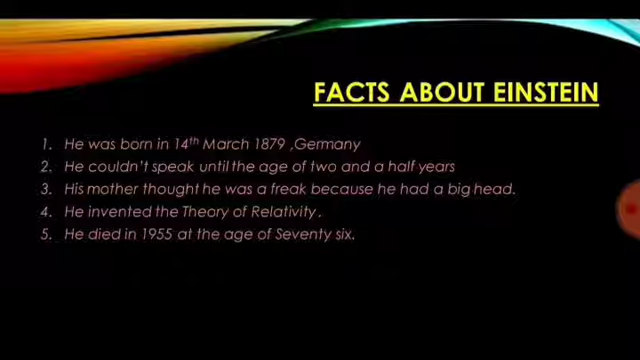 FACTS ABOUT EINSTEIN
1. He was born in 14th March 1879 ,Germany
2. He couldn't speak until the age of two and a half years
3. His mother thought he was a freak because he had a big head.
4. He invented the Theory of Relativity.
5. He died in 1955 at the age of Seventy six.